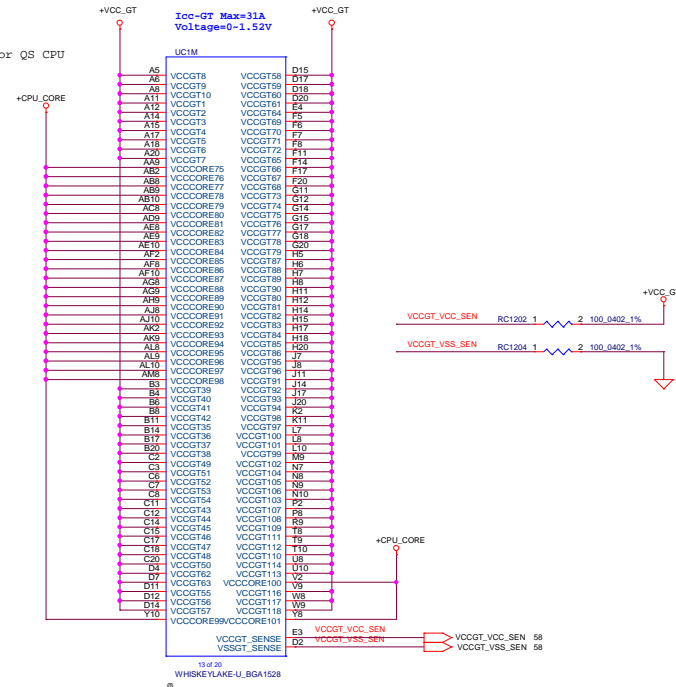 +VCC_GT
Icc-GT Max=31A
Voltage=0~1.52V
+VCC_GT
or QS CPU
UC1M
+CPU_CORE
A5 VCCGT8 VCCGT58 D15
A6 VCCGT9 VCCGT59 D17
A8 VCCGT10 VCCGT60 D18
A11 VCCGT1 VCCGT61 D20
A12 VCCGT2 VCCGT64 E4
A14 VCCGT3 VCCGT69 F5
A15 VCCGT4 VCCGT70 F6
A17 VCCGT5 VCCGT71 F7
A18 VCCGT6 VCCGT72 F8
A20 VCCGT7 VCCGT65 F11
AA9 VCCCORE75 VCCGT66 F14
AB2 VCCCORE76 VCCGT67 F17
AB8 VCCCORE77 VCCGT68 F20
AB9 VCCCORE78 VCCGT73 G11
AB10 VCCCORE79 VCCGT74 G12
AC8 VCCCORE80 VCCGT75 G14
AD9 VCCCORE81 VCCGT76 G15
AE8 VCCCORE82 VCCGT77 G17
AE9 VCCCORE83 VCCGT78 G18
AE10 VCCCORE84 VCCGT79 G20
AF2 VCCCORE85 VCCGT87 H5
AF8 VCCCORE86 VCCGT88 H6
AF10 VCCCORE87 VCCGT89 H7
AG8 VCCCORE88 VCCGT90 H8
AG9 VCCCORE89 VCCGT80 H11
AH9 VCCCORE90 VCCGT81 H12
AJ8 VCCCORE91 VCCGT82 H14
AJ10 VCCCORE92 VCCGT83 H15
AK2 VCCCORE93 VCCGT84 H17
AK9 VCCCORE94 VCCGT85 H18
AL8 VCCCORE95 VCCGT86 H20
AL9 VCCCORE96 VCCGT95 J7
AL10 VCCCORE97 VCCGT96 J8
AM8 VCCCORE98 VCCGT91 J11
B3 VCCGT39 VCCGT92 J14
B4 VCCGT40 VCCGT93 J17
B6 VCCGT41 VCCGT94 J20
B8 VCCGT42 VCCGT98 K2
B11 VCCGT35 VCCGT97 K11
B14 VCCGT36 VCCGT100 L7
B17 VCCGT37 VCCGT101 L8
B20 VCCGT38 VCCGT99 L10
C2 VCCGT49 VCCGT102 M9
C3 VCCGT51 VCCGT104 N7
C6 VCCGT52 VCCGT105 N8
C7 VCCGT53 VCCGT106 N9
C8 VCCGT54 VCCGT103 N10
C11 VCCGT43 VCCGT107 P2
C12 VCCGT44 VCCGT108 P8
C14 VCCGT45 VCCGT109 R9
C15 VCCGT46 VCCGT111 T8
C17 VCCGT47 VCCGT112 T9
C18 VCCGT48 VCCGT110 T10
C20 VCCGT50 VCCGT114 U8
D4 VCCGT62 VCCGT113 U10
D7 VCCGT63 VCCCORE100 V2
D11 VCCGT55 VCCGT116 V9
D12 VCCGT56 VCCGT117 W8
D14 VCCGT57 VCCGT118 W9
Y10 VCCCORE99 VCCCORE101 Y8
VCCGT_SENSE E3 VCCGT_VCC_SEN VCCGT_VCC_SEN 58
VSSGT_SENSE D2 VCCGT_VSS_SEN VCCGT_VSS_SEN 58
+VCC_G
VCCGT_VCC_SEN RC1202 1 2 100_0402_1%
VCCGT_VSS_SEN RC1204 1 2 100_0402_1%
+CPU_CORE
13 of 20
WHISKEYLAKE-U_BGA1528
@